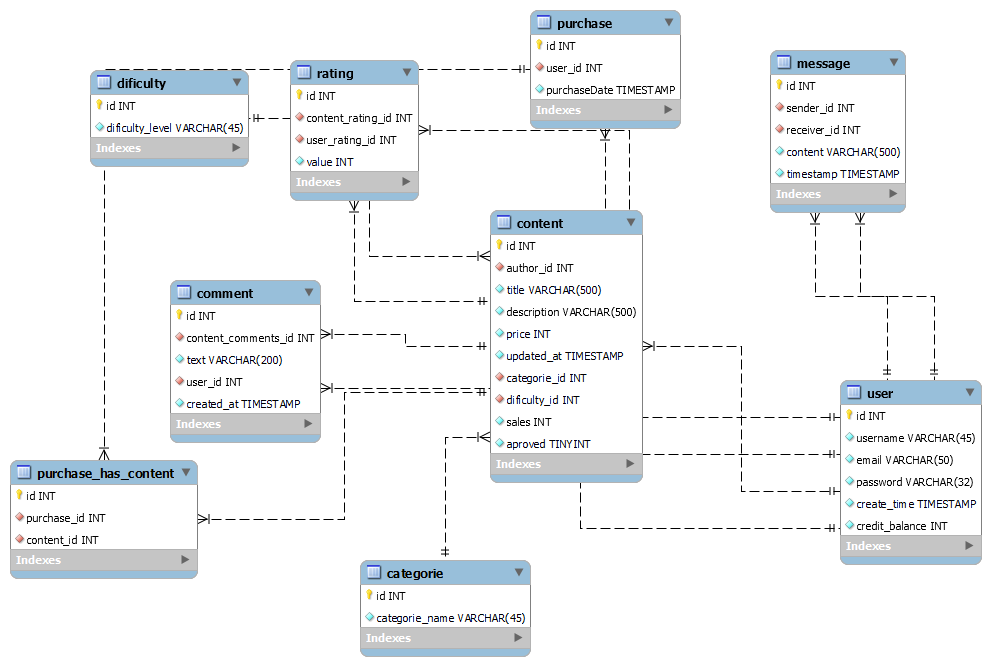 purchase
id INT
user_id INT
purchaseDate TIMESTAMP
Indexes
message
id INT
sender_id INT
receiver_id INT
content VARCHAR(500)
timestamp TIMESTAMP
Indexes
dificulty
id INT
dificulty_level VARCHAR(45)
Indexes
rating
id INT
content_rating_id INT
user_rating_id INT
value INT
Indexes
content
id INT
author_id INT
title VARCHAR(500)
description VARCHAR(500)
price INT
updated_at TIMESTAMP
categorie_id INT
dificulty_id INT
sales INT
aproved TINYINT
Indexes
comment
id INT
content_comments_id INT
text VARCHAR(200)
user_id INT
created_at TIMESTAMP
Indexes
user
id INT
username VARCHAR(45)
email VARCHAR(50)
password VARCHAR(32)
create_time TIMESTAMP
credit_balance INT
Indexes
purchase_has_content
id INT
purchase_id INT
content_id INT
Indexes
categorie
id INT
categorie_name VARCHAR(45)
Indexes